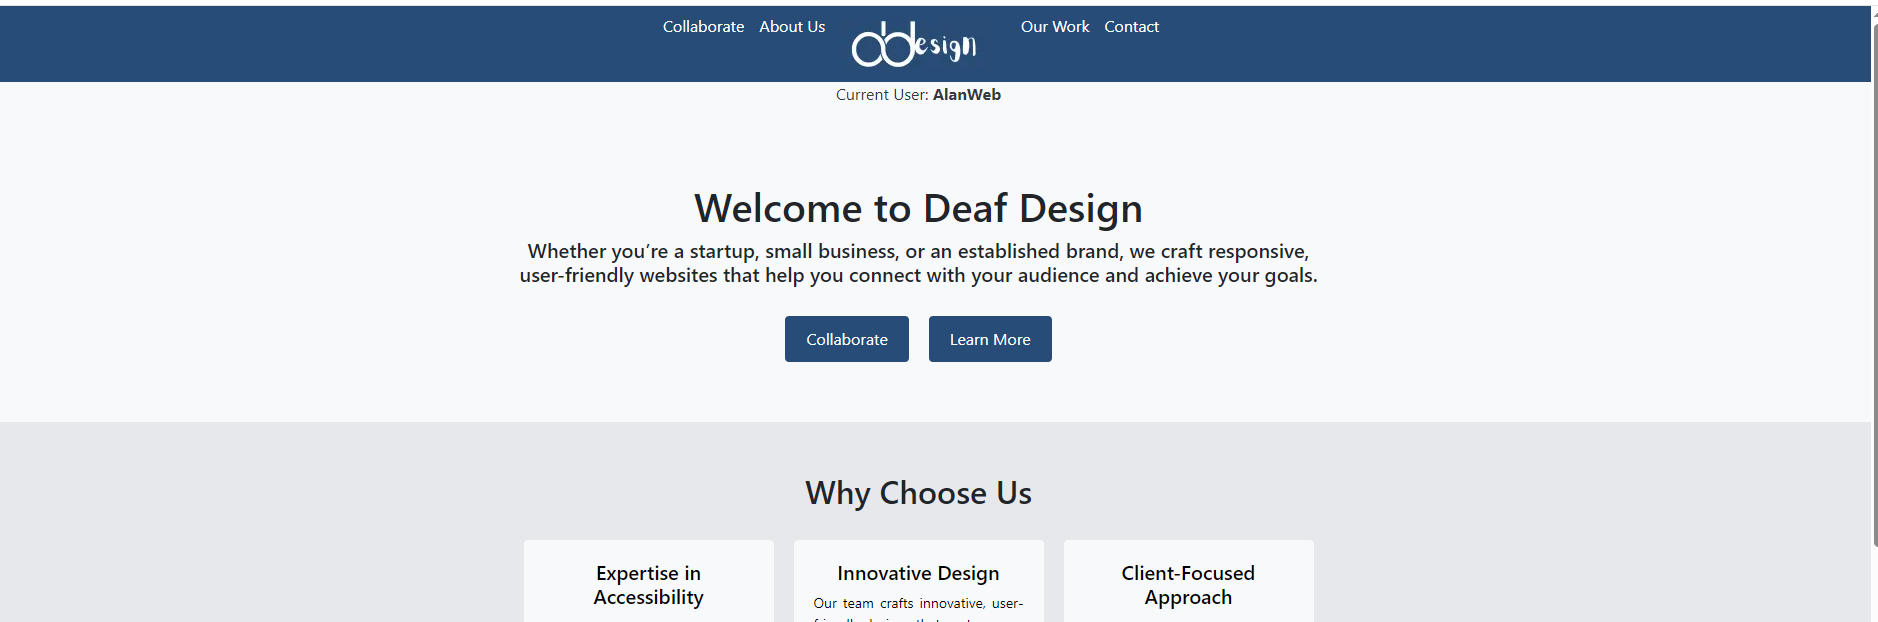 Collaborate About Us design Our Work Contact
Current User: AlanWeb
Welcome to Deaf Design
Whether you’re a startup, small business, or an established brand, we craft responsive,
user-friendly websites that help you connect with your audience and achieve your goals.
Collaborate Learn More
Why Choose Us
Expertise in
Accessibility
Innovative Design
Our team crafts innovative, user-
Client-Focused
Approach